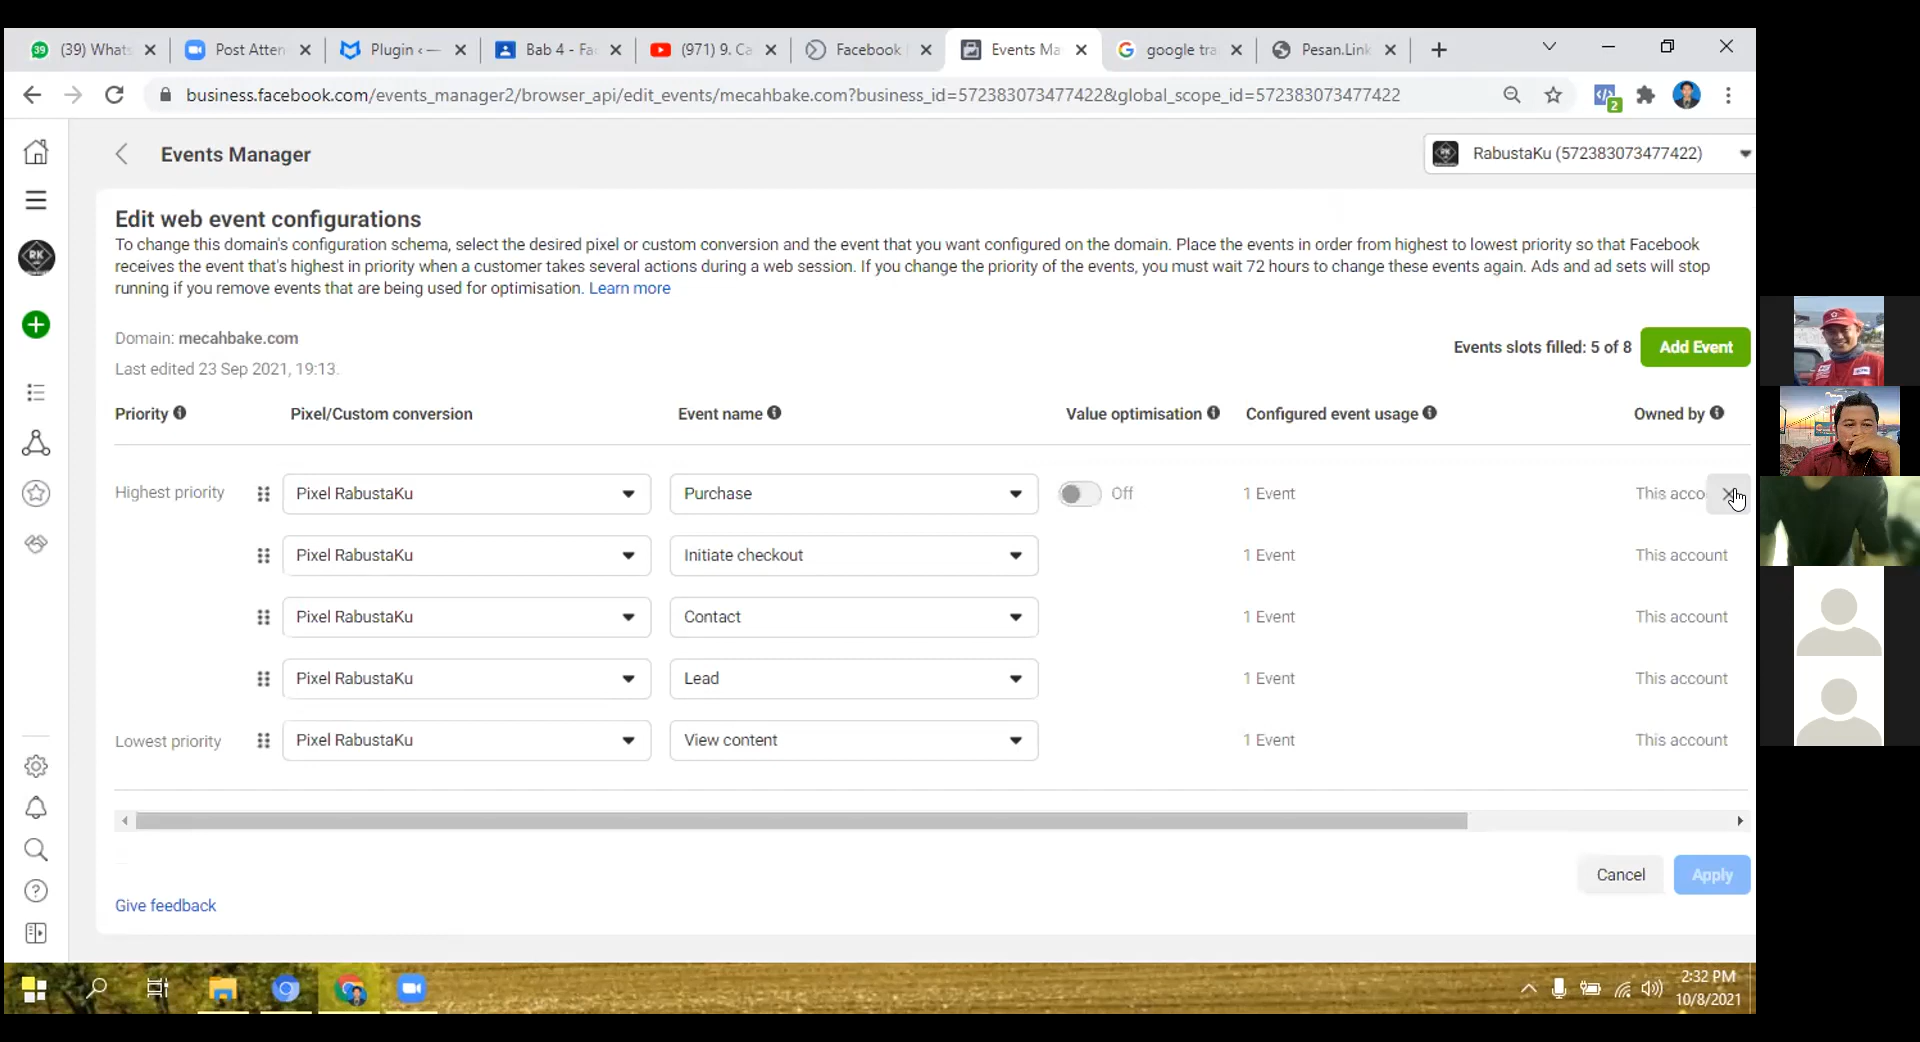 39 (39) Whats
Post Atten
Plugin ‹ —
Bab 4 - Fa
(971) 9. Ca
Facebook
Events Ma
google tra
Pesan.Link
business.facebook.com/events_manager2/browser_api/edit_events/mecahbake.com?business_id=572383073477422&global_scope_id=572383073477422
2
Events Manager
RabustaKu (572383073477422)
RK
Edit web event configurations
To change this domain's configuration schema, select the desired pixel or custom conversion and the event that you want configured on the domain. Place the events in order from highest to lowest priority so that Facebook
receives the event that's highest in priority when a customer takes several actions during a web session. If you change the priority of the events, you must wait 72 hours to change these events again. Ads and ad sets will stop
running if you remove events that are being used for optimisation. Learn more
Domain: mecahbake.com
Events slots filled: 5 of 8
Add Event
Last edited 23 Sep 2021, 19:13.
Priority Pixel/Custom conversion Event name Value optimisation Configured event usage Owned by
Highest priority Pixel RabustaKu Purchase Off 1 Event This acco
Pixel RabustaKu Initiate checkout 1 Event This account
Pixel RabustaKu Contact 1 Event This account
Pixel RabustaKu Lead 1 Event This account
Lowest priority Pixel RabustaKu View content 1 Event This account
Cancel Apply
Give feedback
2:32 PM
10/8/2021